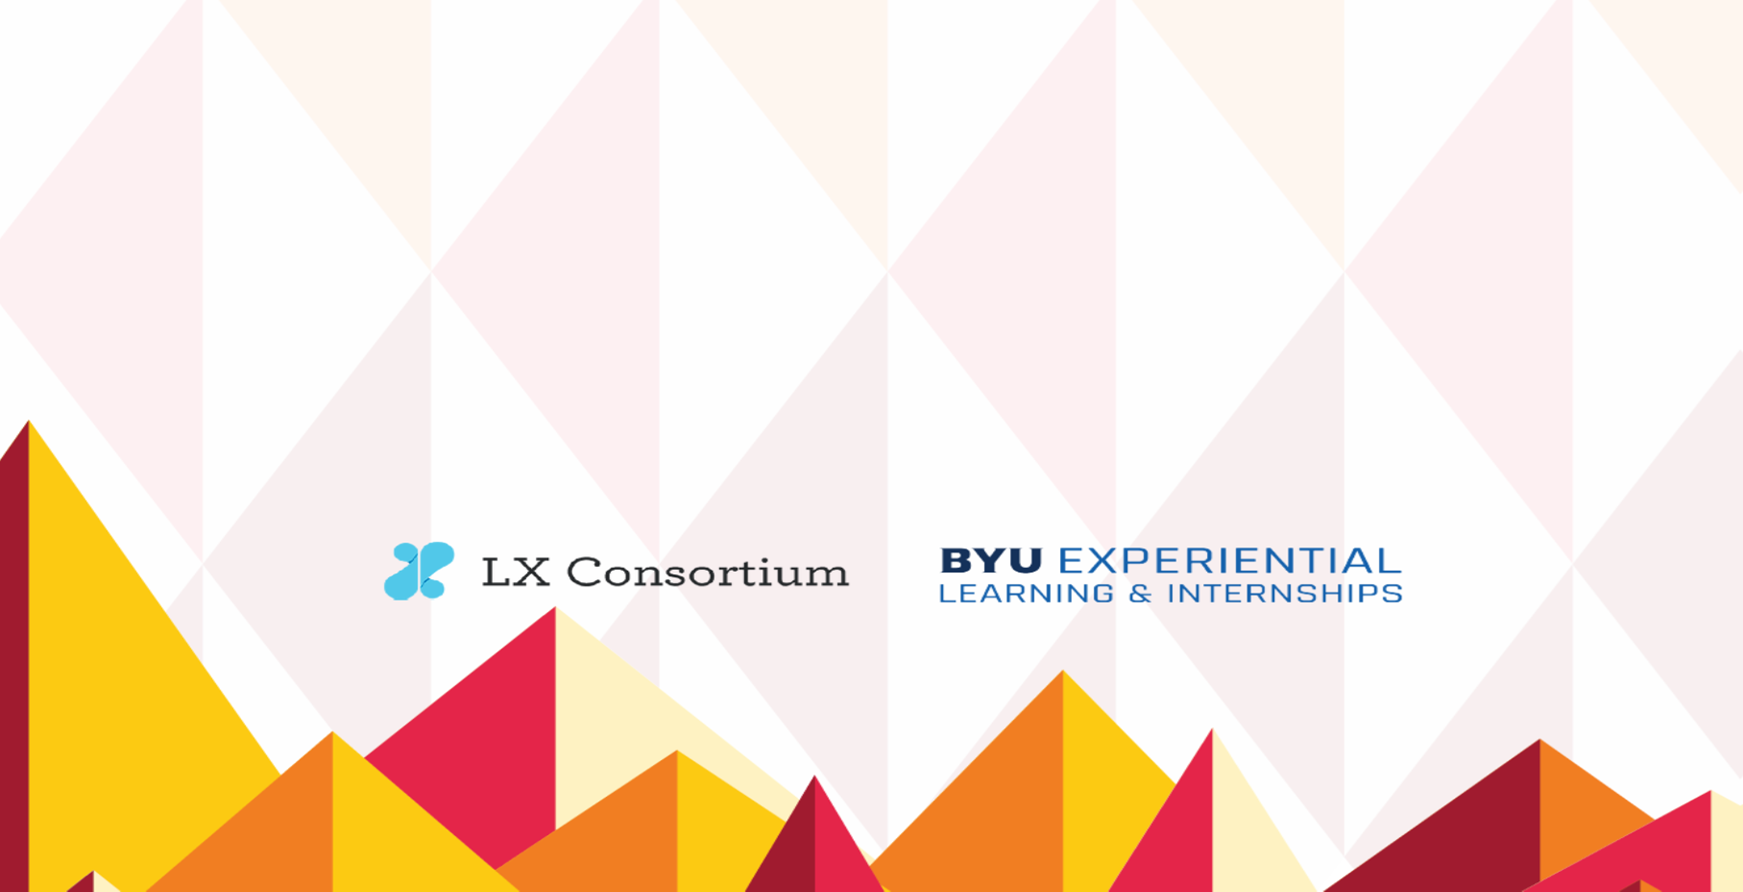 LX Consortium
BYU EXPERIENTIAL
LEARNING & INTERNSHIPS